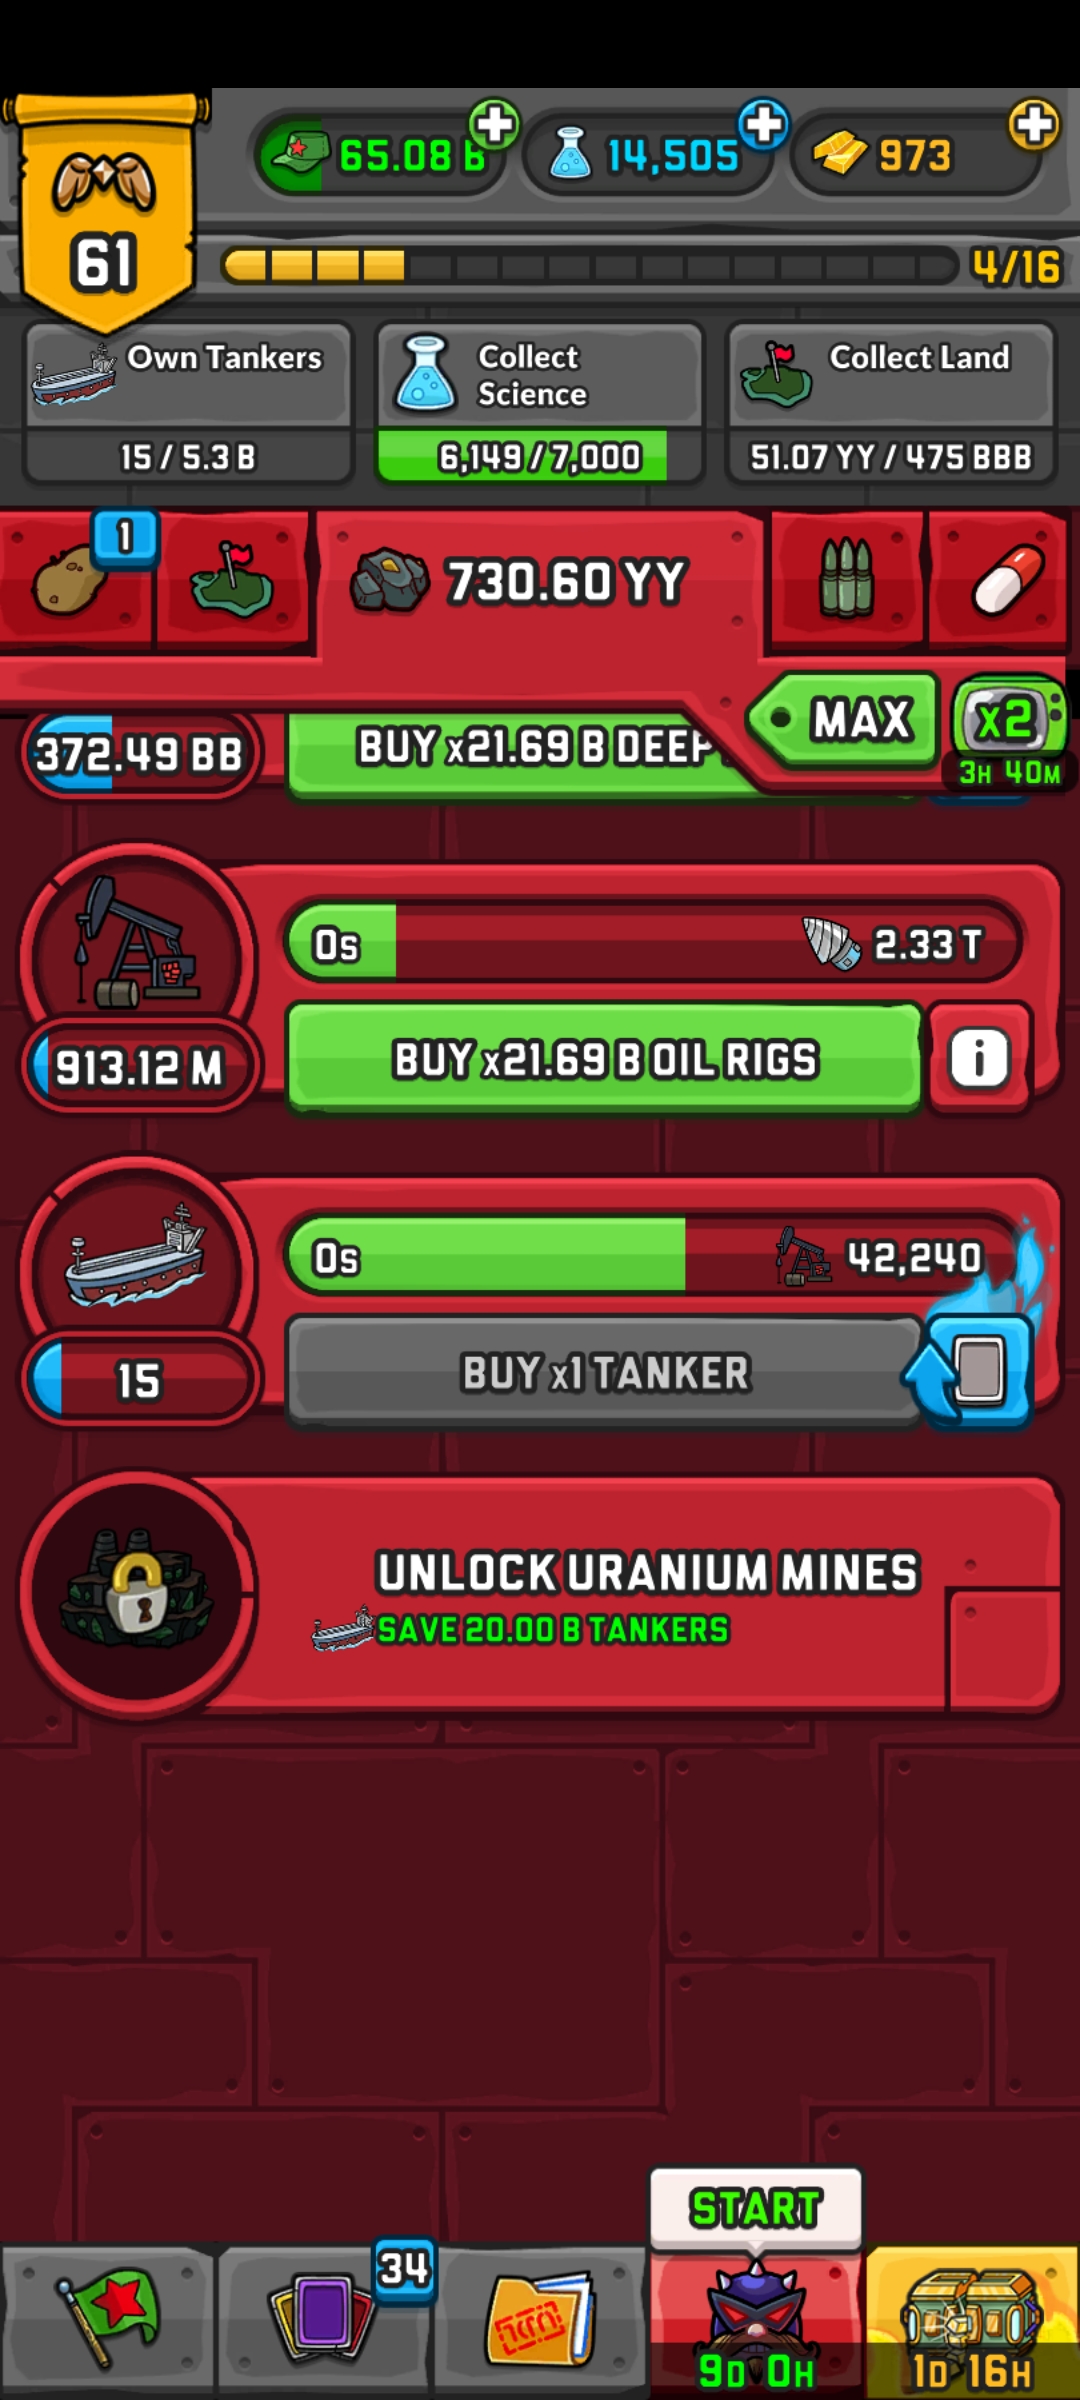 65.08 B
14,505
973
61
4/16
Own Tankers
15 / 5.3 B
Collect
Science
6,149 / 7,000
Collect Land
51.07 YY / 475 BBB
1
730.60 YY
MAX
x2
3H 40M
372.49 BB
BUY x21.69 B DEEP
0s
2.33 T
913.12 M
BUY x21.69 B OIL RIGS
i
0s
42,240
15
BUY x1 TANKER
UNLOCK URANIUM MINES
SAVE 20.00 B TANKERS
START
34
9D 0H
1D 16H